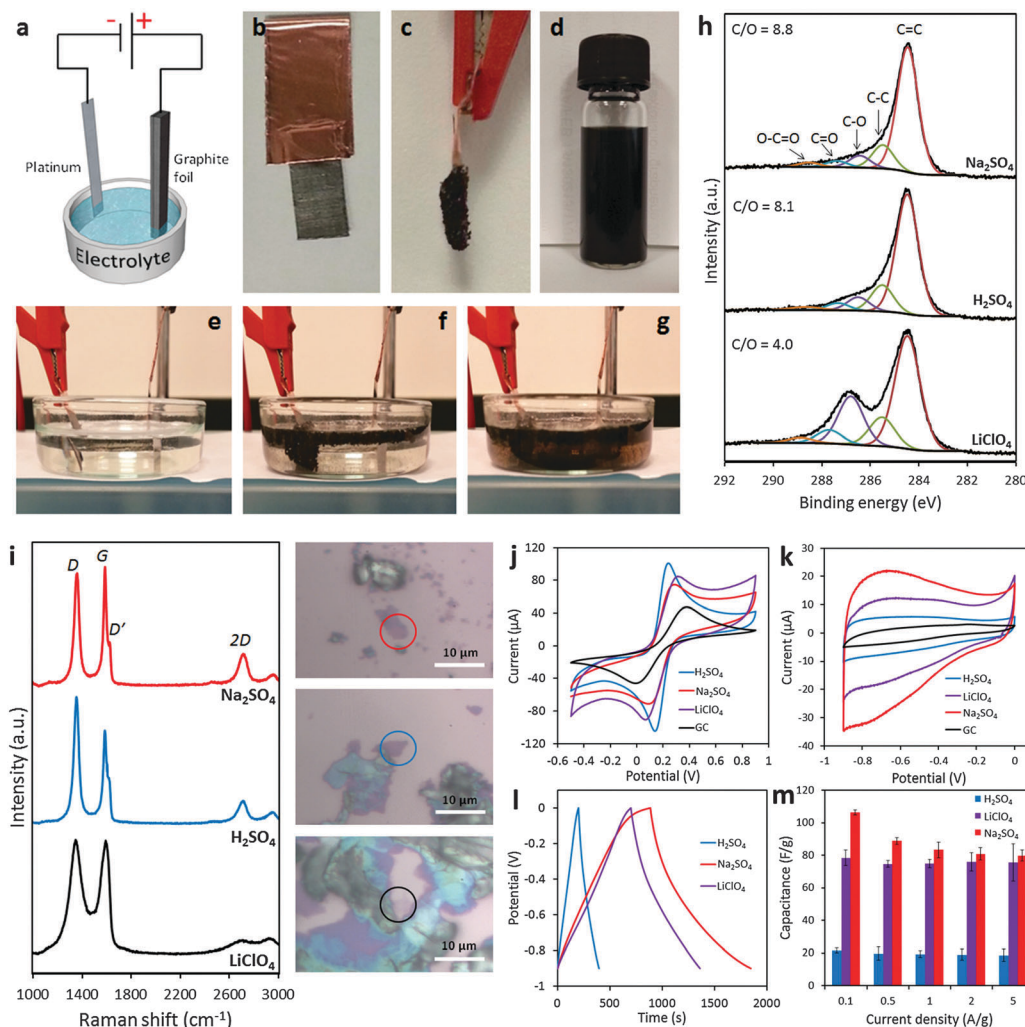 a
- +
Platinum
Graphite
foil
Electrolyte
b
c
d
e
f
g
h
C/O = 8.8
C=C
C-C
C-O
C=O
O-C=O
Na₂SO₄
C/O = 8.1
H₂SO₄
C/O = 4.0
LiClO₄
Intensity (a.u.)
292 290 288 286 284 282 280
Binding energy (eV)
i
D
G
D'
2D
Na₂SO₄
H₂SO₄
LiClO₄
Intensity (a.u.)
1000 1400 1800 2200 2600 3000
Raman shift (cm⁻¹)
10 μm
10 μm
10 μm
j
120
80
40
0
-40
-80
-120
Current (μA)
H₂SO₄
Na₂SO₄
LiClO₄
GC
-0.6 -0.4 -0.2 0 0.2 0.4 0.6 0.8 1
Potential (V)
k
30
20
10
0
-10
-20
-30
-40
Current (μA)
H₂SO₄
LiClO₄
Na₂SO₄
GC
-1 -0.8 -0.6 -0.4 -0.2 0
Potential (V)
l
0.2
0
-0.2
-0.4
-0.6
-0.8
-1
Potential (V)
H₂SO₄
Na₂SO₄
LiClO₄
0 500 1000 1500 2000
Time (s)
m
120
100
80
60
40
20
0
Capacitance (F/g)
H₂SO₄
LiClO₄
Na₂SO₄
0.1 0.5 1 2 5
Current density (A/g)